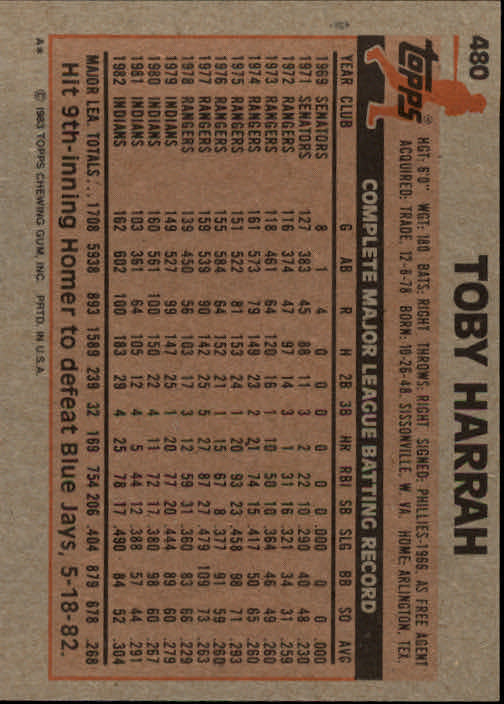 480
topps®
TOBY HARRAH
HGT: 6'0" WGT: 180 BATS: RIGHT THROWS: RIGHT SIGNED: PHILLIES-1966, AS FREE AGENT
ACQUIRED: TRADE, 12-8-78 BORN: 10-26-48, SISSONVILLE, W. VA. HOME: ARLINGTON, TEX.
COMPLETE MAJOR LEAGUE BATTING RECORD
YEAR CLUB G AB R H 2B 3B HR RBI SB SLG BB SO AVG
1969 SENATORS 8 1 4 0 0 0 0 0 0 .000 0 0 .000
1971 SENATORS 127 383 45 88 11 3 2 22 10 .290 40 48 .230
1972 RANGERS 116 374 47 97 14 3 1 31 16 .321 34 31 .259
1973 RANGERS 118 461 64 120 16 1 10 50 10 .364 46 49 .260
1974 RANGERS 161 573 79 149 23 2 21 74 15 .417 50 65 .260
1975 RANGERS 151 522 81 153 24 1 20 93 23 .458 98 71 .293
1976 RANGERS 155 584 64 152 21 1 15 67 8 .377 91 59 .260
1977 RANGERS 159 539 90 142 25 5 27 87 27 .479 109 73 .263
1978 RANGERS 139 450 56 103 17 3 12 59 31 .360 83 66 .229
1979 INDIANS 149 527 99 147 25 1 20 77 20 .444 89 60 .279
1980 INDIANS 160 561 100 150 22 4 11 72 17 .380 98 60 .267
1981 INDIANS 103 361 64 105 12 4 5 44 12 .388 57 44 .291
1982 INDIANS 162 602 100 183 29 4 25 78 17 .490 84 52 .304
MAJOR LEA. TOTALS... 1708 5938 893 1589 239 32 169 754 206 .404 879 678 .268
Hit 9th-inning Homer to defeat Blue Jays, 5-18-82.
A* © 1983 TOPPS CHEWING GUM, INC. PRTD. IN U.S.A.